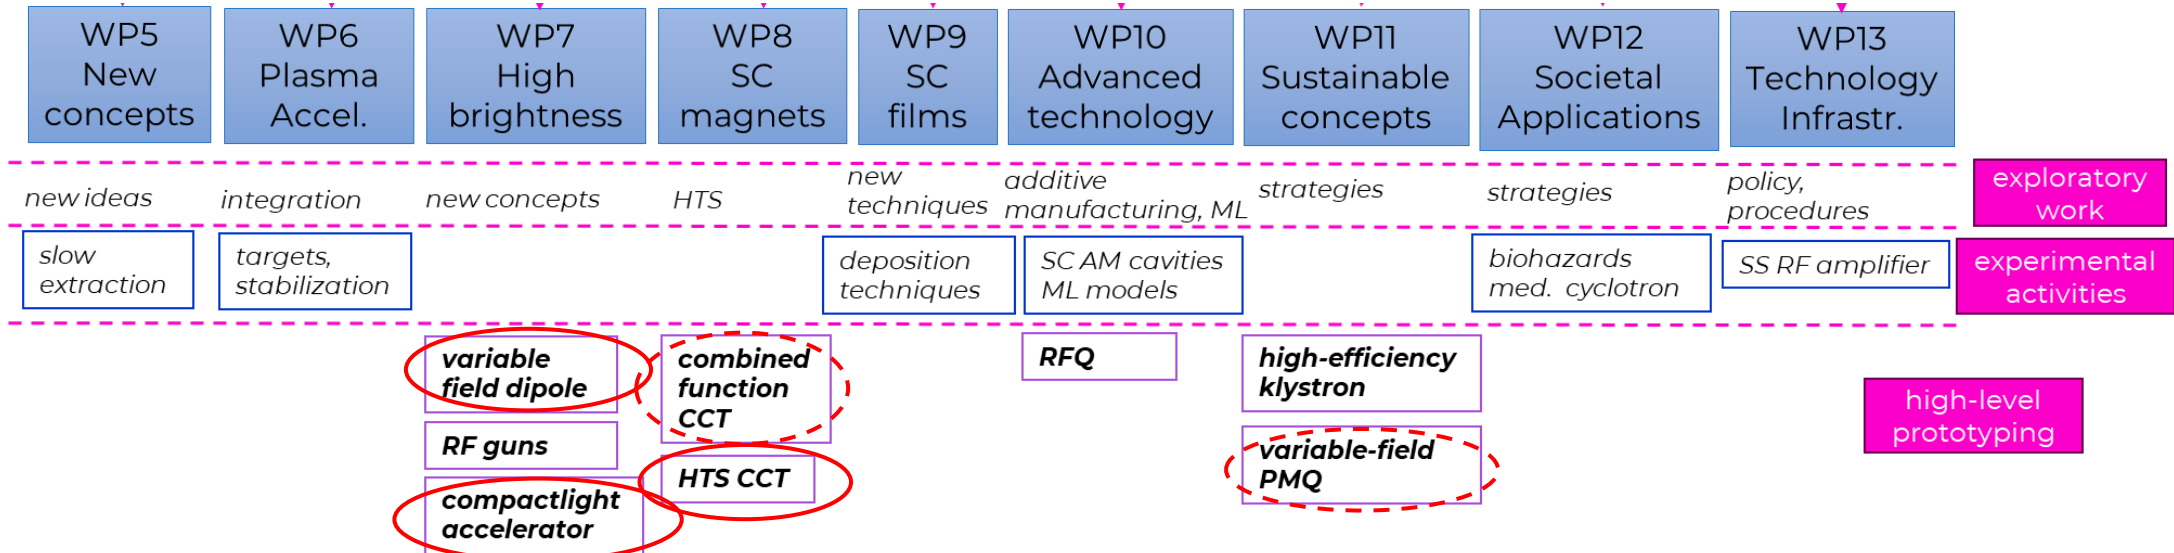 WP5
New
concepts
WP6
Plasma
Accel.
WP7
High
brightness
WP8
SC
magnets
WP9
SC
films
WP10
Advanced
technology
WP11
Sustainable
concepts
WP12
Societal
Applications
WP13
Technology
Infrastr.
new ideas
integration
new concepts
HTS
new
techniques
additive
manufacturing, ML
strategies
strategies
policy,
procedures
exploratory
work
slow
extraction
targets,
stabilization
deposition
techniques
SC AM cavities
ML models
biohazards
med. cyclotron
SS RF amplifier
experimental
activities
variable
field dipole
RF guns
compactlight
accelerator
combined
function
CCT
HTS CCT
RFQ
high-efficiency
klystron
variable-field
PMQ
high-level
prototyping